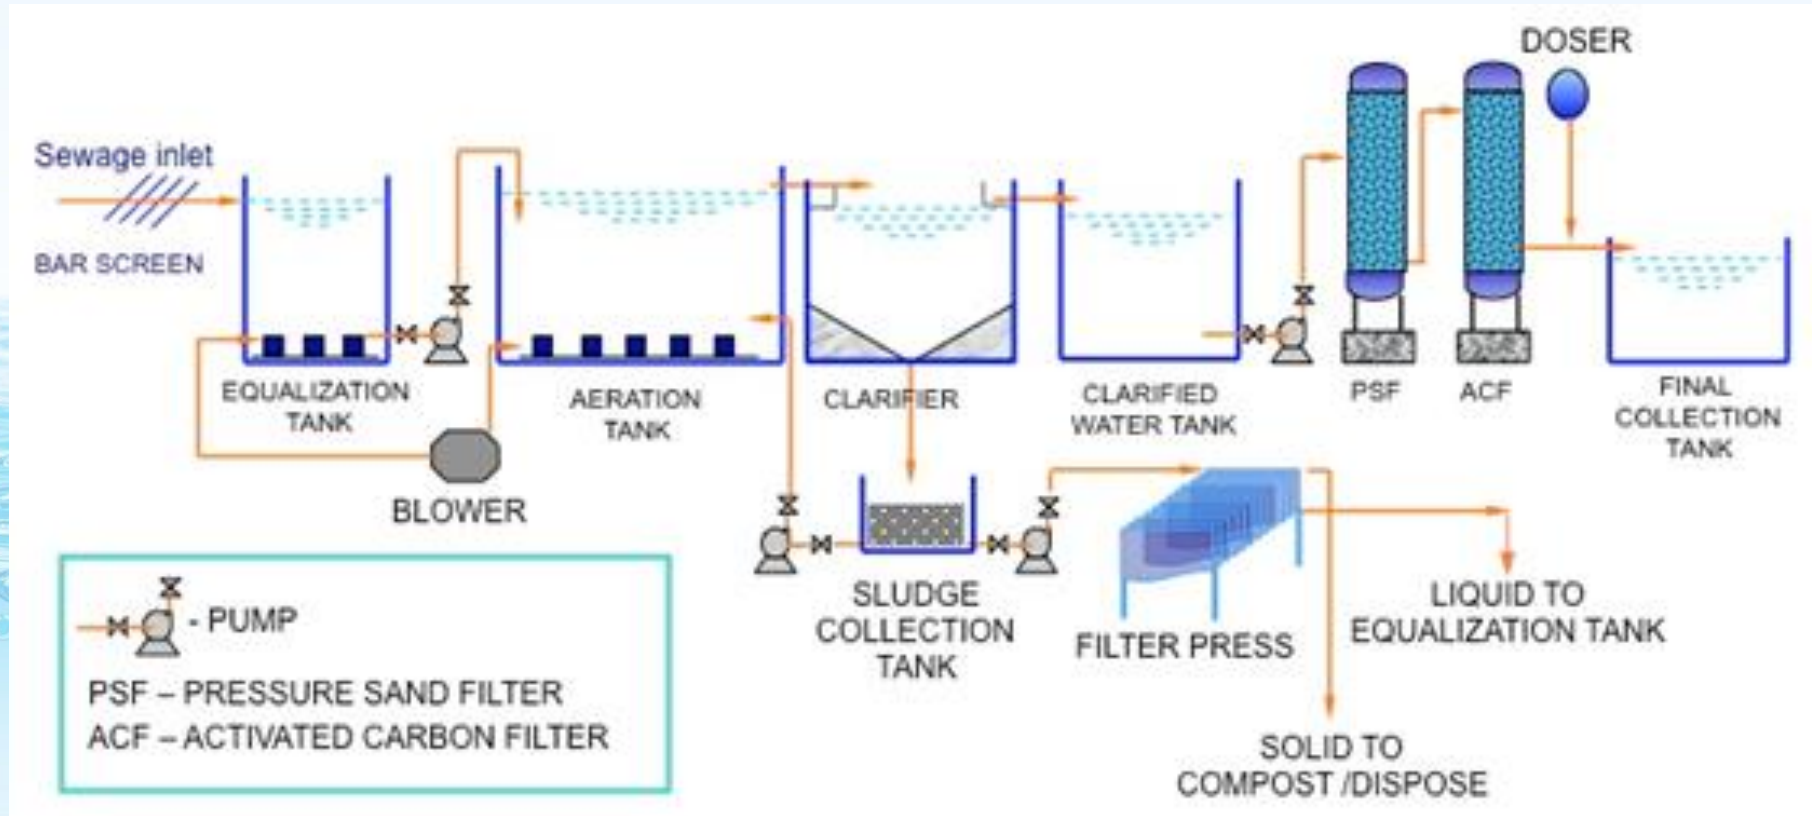 DOSER
Sewage inlet
BAR SCREEN
EQUALIZATION
TANK
AERATION
TANK
CLARIFIER
CLARIFIED
WATER TANK
PSF
ACF
FINAL
COLLECTION
TANK
BLOWER
SLUDGE
COLLECTION
TANK
FILTER PRESS
LIQUID TO
EQUALIZATION TANK
SOLID TO
COMPOST /DISPOSE
- PUMP
PSF – PRESSURE SAND FILTER
ACF – ACTIVATED CARBON FILTER